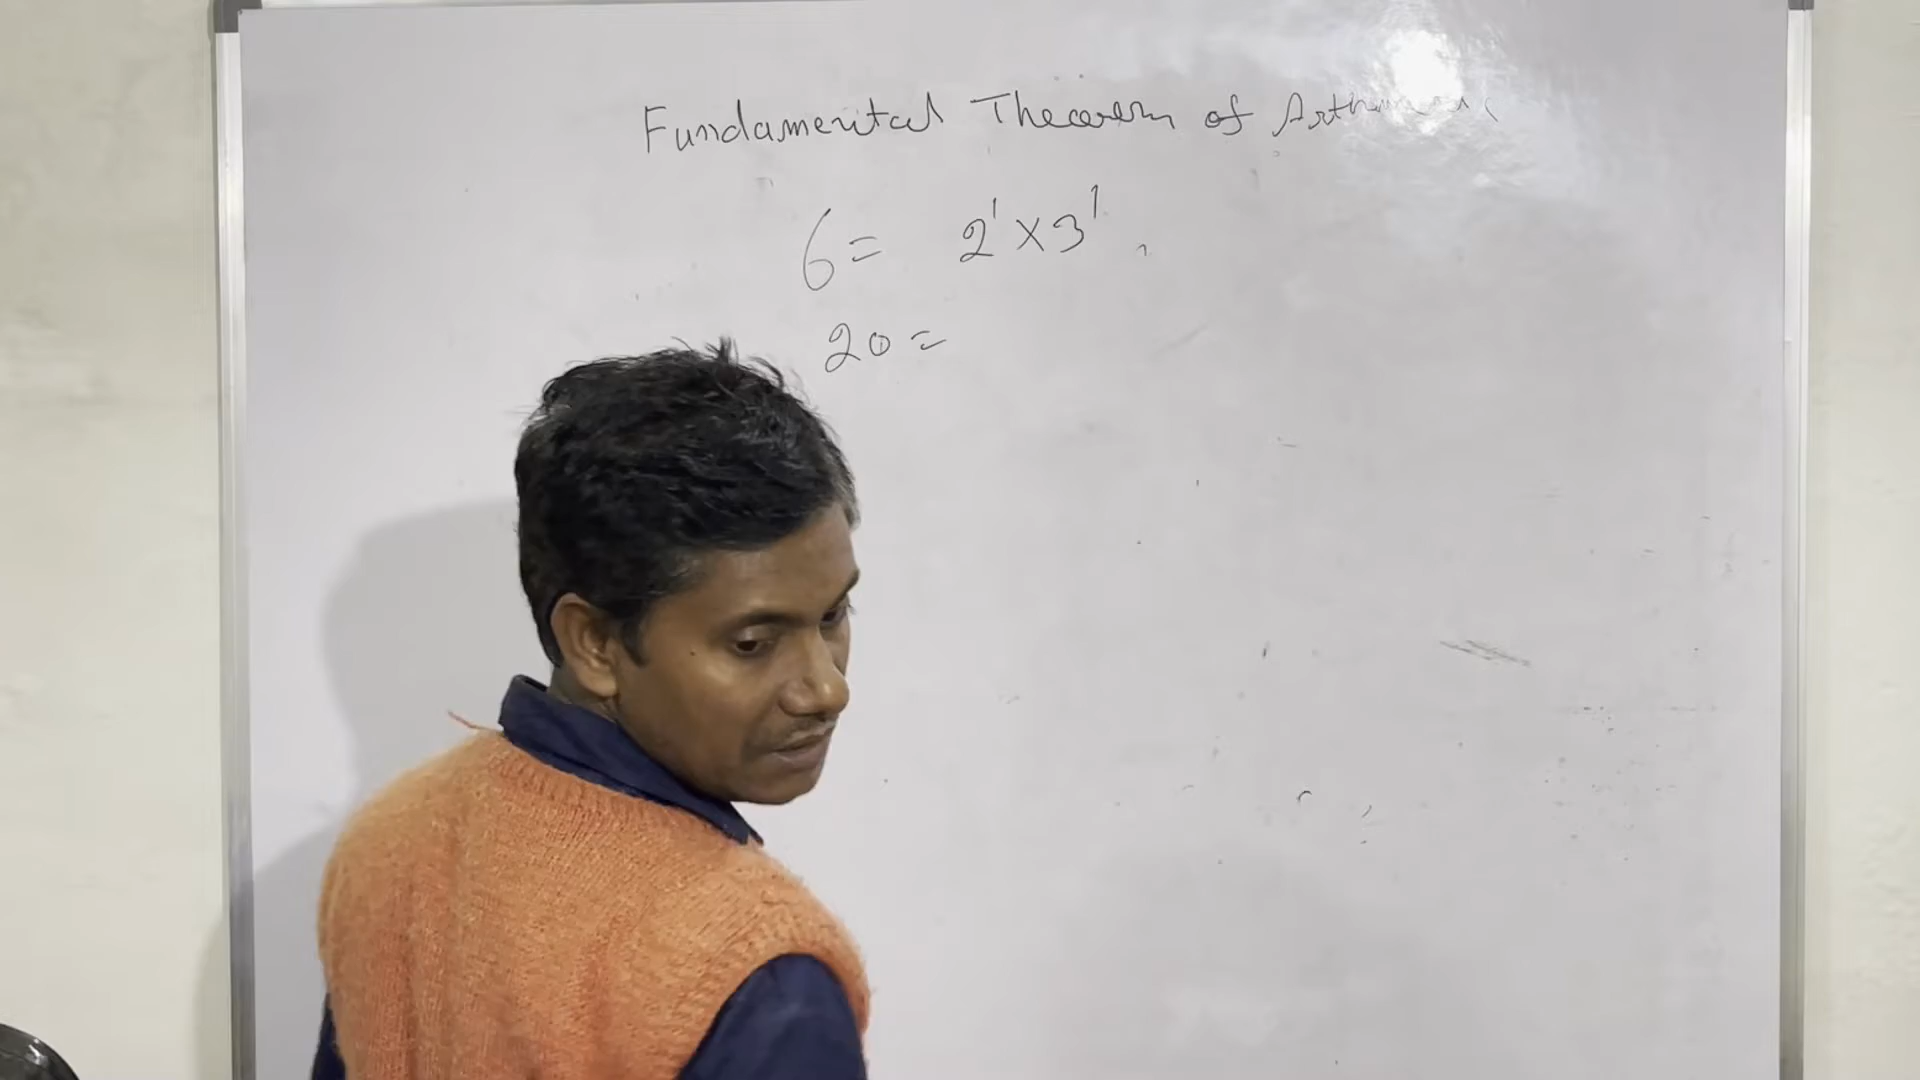 Fundamental Theorem of
6 = 2¹ × 3¹
20 =